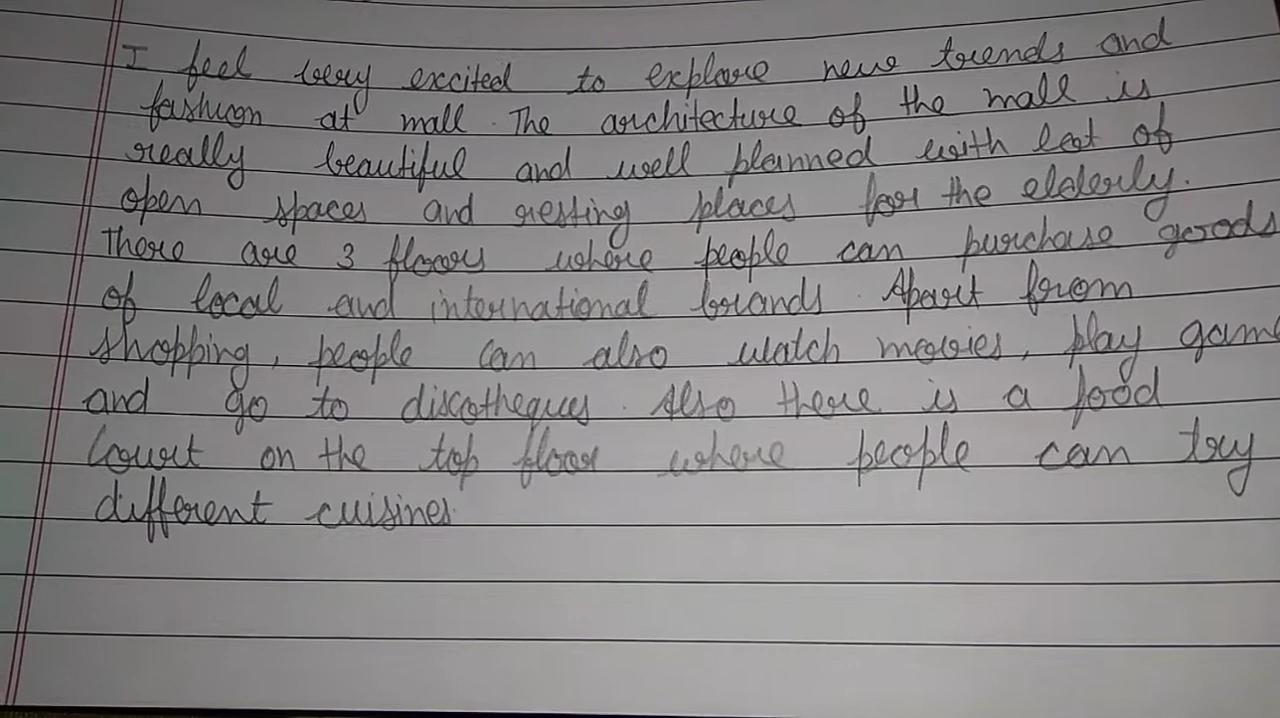 I feel very excited to explore new trends and
fashion at mall. The architecture of the mall is
really beautiful and well planned with lot of
open spaces and resting places for the elderly.
There are 3 floors where people can purchase goods
of local and international brands. Apart from
shopping, people can also watch movies, play game
and go to discotheques. Also there is a food
court on the top floor where people can try
different cuisines.